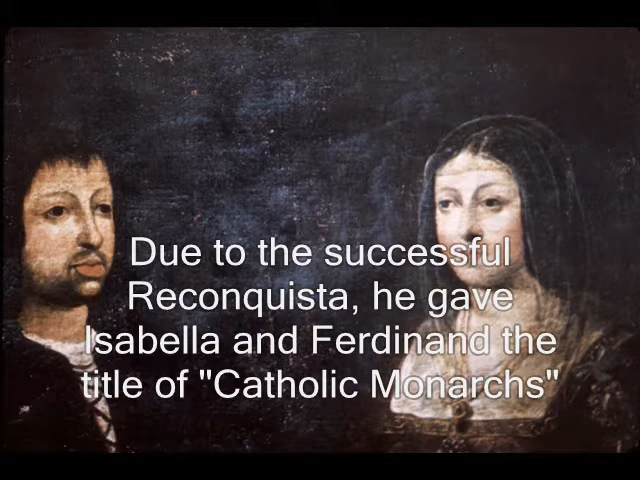 Due to the successful
Reconquista, he gave
Isabella and Ferdinand the
title of "Catholic Monarchs"